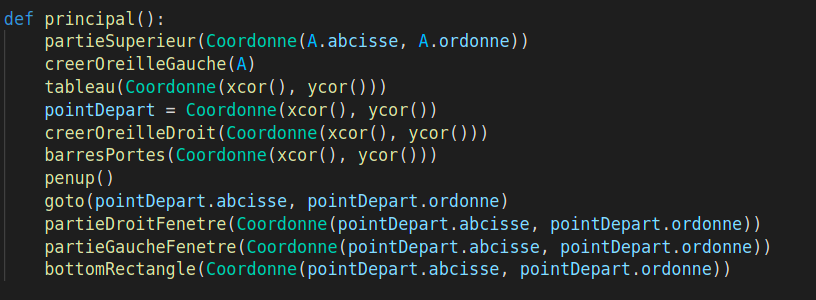 def principal():
    partieSuperieur(Coordonne(A.abcisse, A.ordonne))
    creerOreilleGauche(A)
    tableau(Coordonne(xcor(), ycor()))
    pointDepart = Coordonne(xcor(), ycor())
    creerOreilleDroit(Coordonne(xcor(), ycor()))
    barresPortes(Coordonne(xcor(), ycor()))
    penup()
    goto(pointDepart.abcisse, pointDepart.ordonne)
    partieDroitFenetre(Coordonne(pointDepart.abcisse, pointDepart.ordonne))
    partieGaucheFenetre(Coordonne(pointDepart.abcisse, pointDepart.ordonne))
    bottomRectangle(Coordonne(pointDepart.abcisse, pointDepart.ordonne))